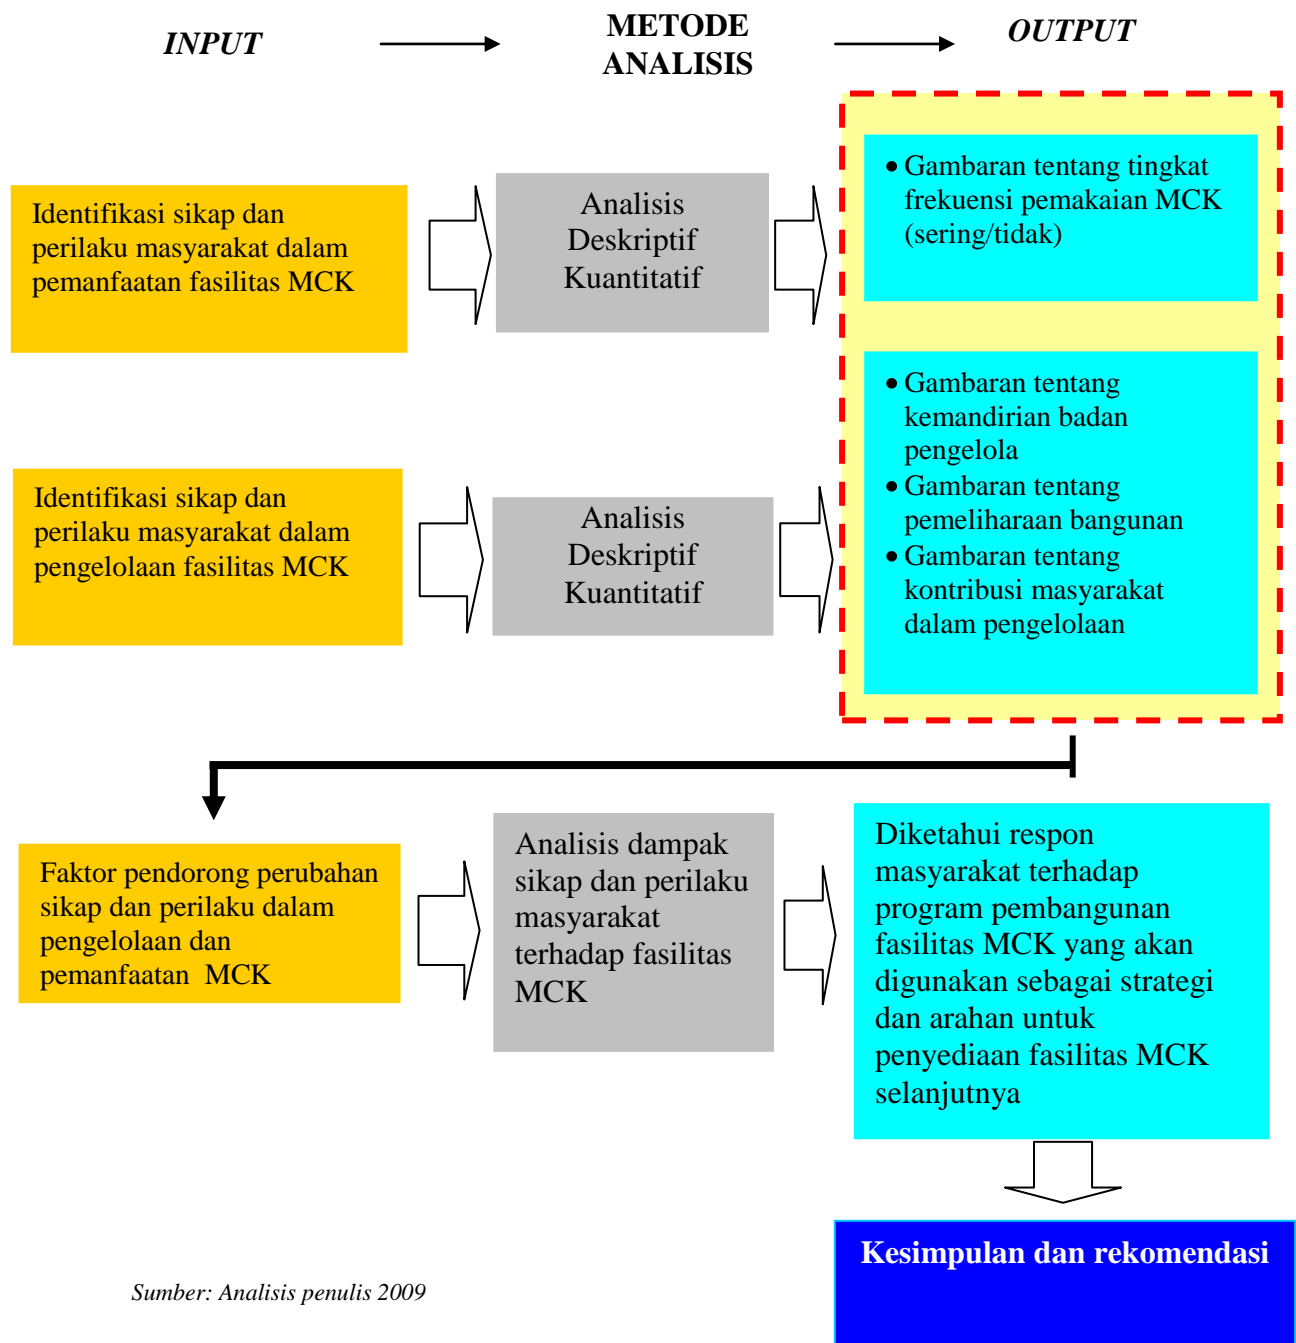 INPUT
METODE
ANALISIS
OUTPUT
Identifikasi sikap dan
perilaku masyarakat dalam
pemanfaatan fasilitas MCK
Analisis
Deskriptif
Kuantitatif
• Gambaran tentang tingkat
frekuensi pemakaian MCK
(sering/tidak)
Identifikasi sikap dan
perilaku masyarakat dalam
pengelolaan fasilitas MCK
Analisis
Deskriptif
Kuantitatif
• Gambaran tentang
kemandirian badan
pengelola
• Gambaran tentang
pemeliharaan bangunan
• Gambaran tentang
kontribusi masyarakat
dalam pengelolaan
Faktor pendorong perubahan
sikap dan perilaku dalam
pengelolaan dan
pemanfaatan MCK
Analisis dampak
sikap dan perilaku
masyarakat
terhadap fasilitas
MCK
Diketahui respon
masyarakat terhadap
program pembangunan
fasilitas MCK yang akan
digunakan sebagai strategi
dan arahan untuk
penyediaan fasilitas MCK
selanjutnya
Kesimpulan dan rekomendasi
Sumber: Analisis penulis 2009